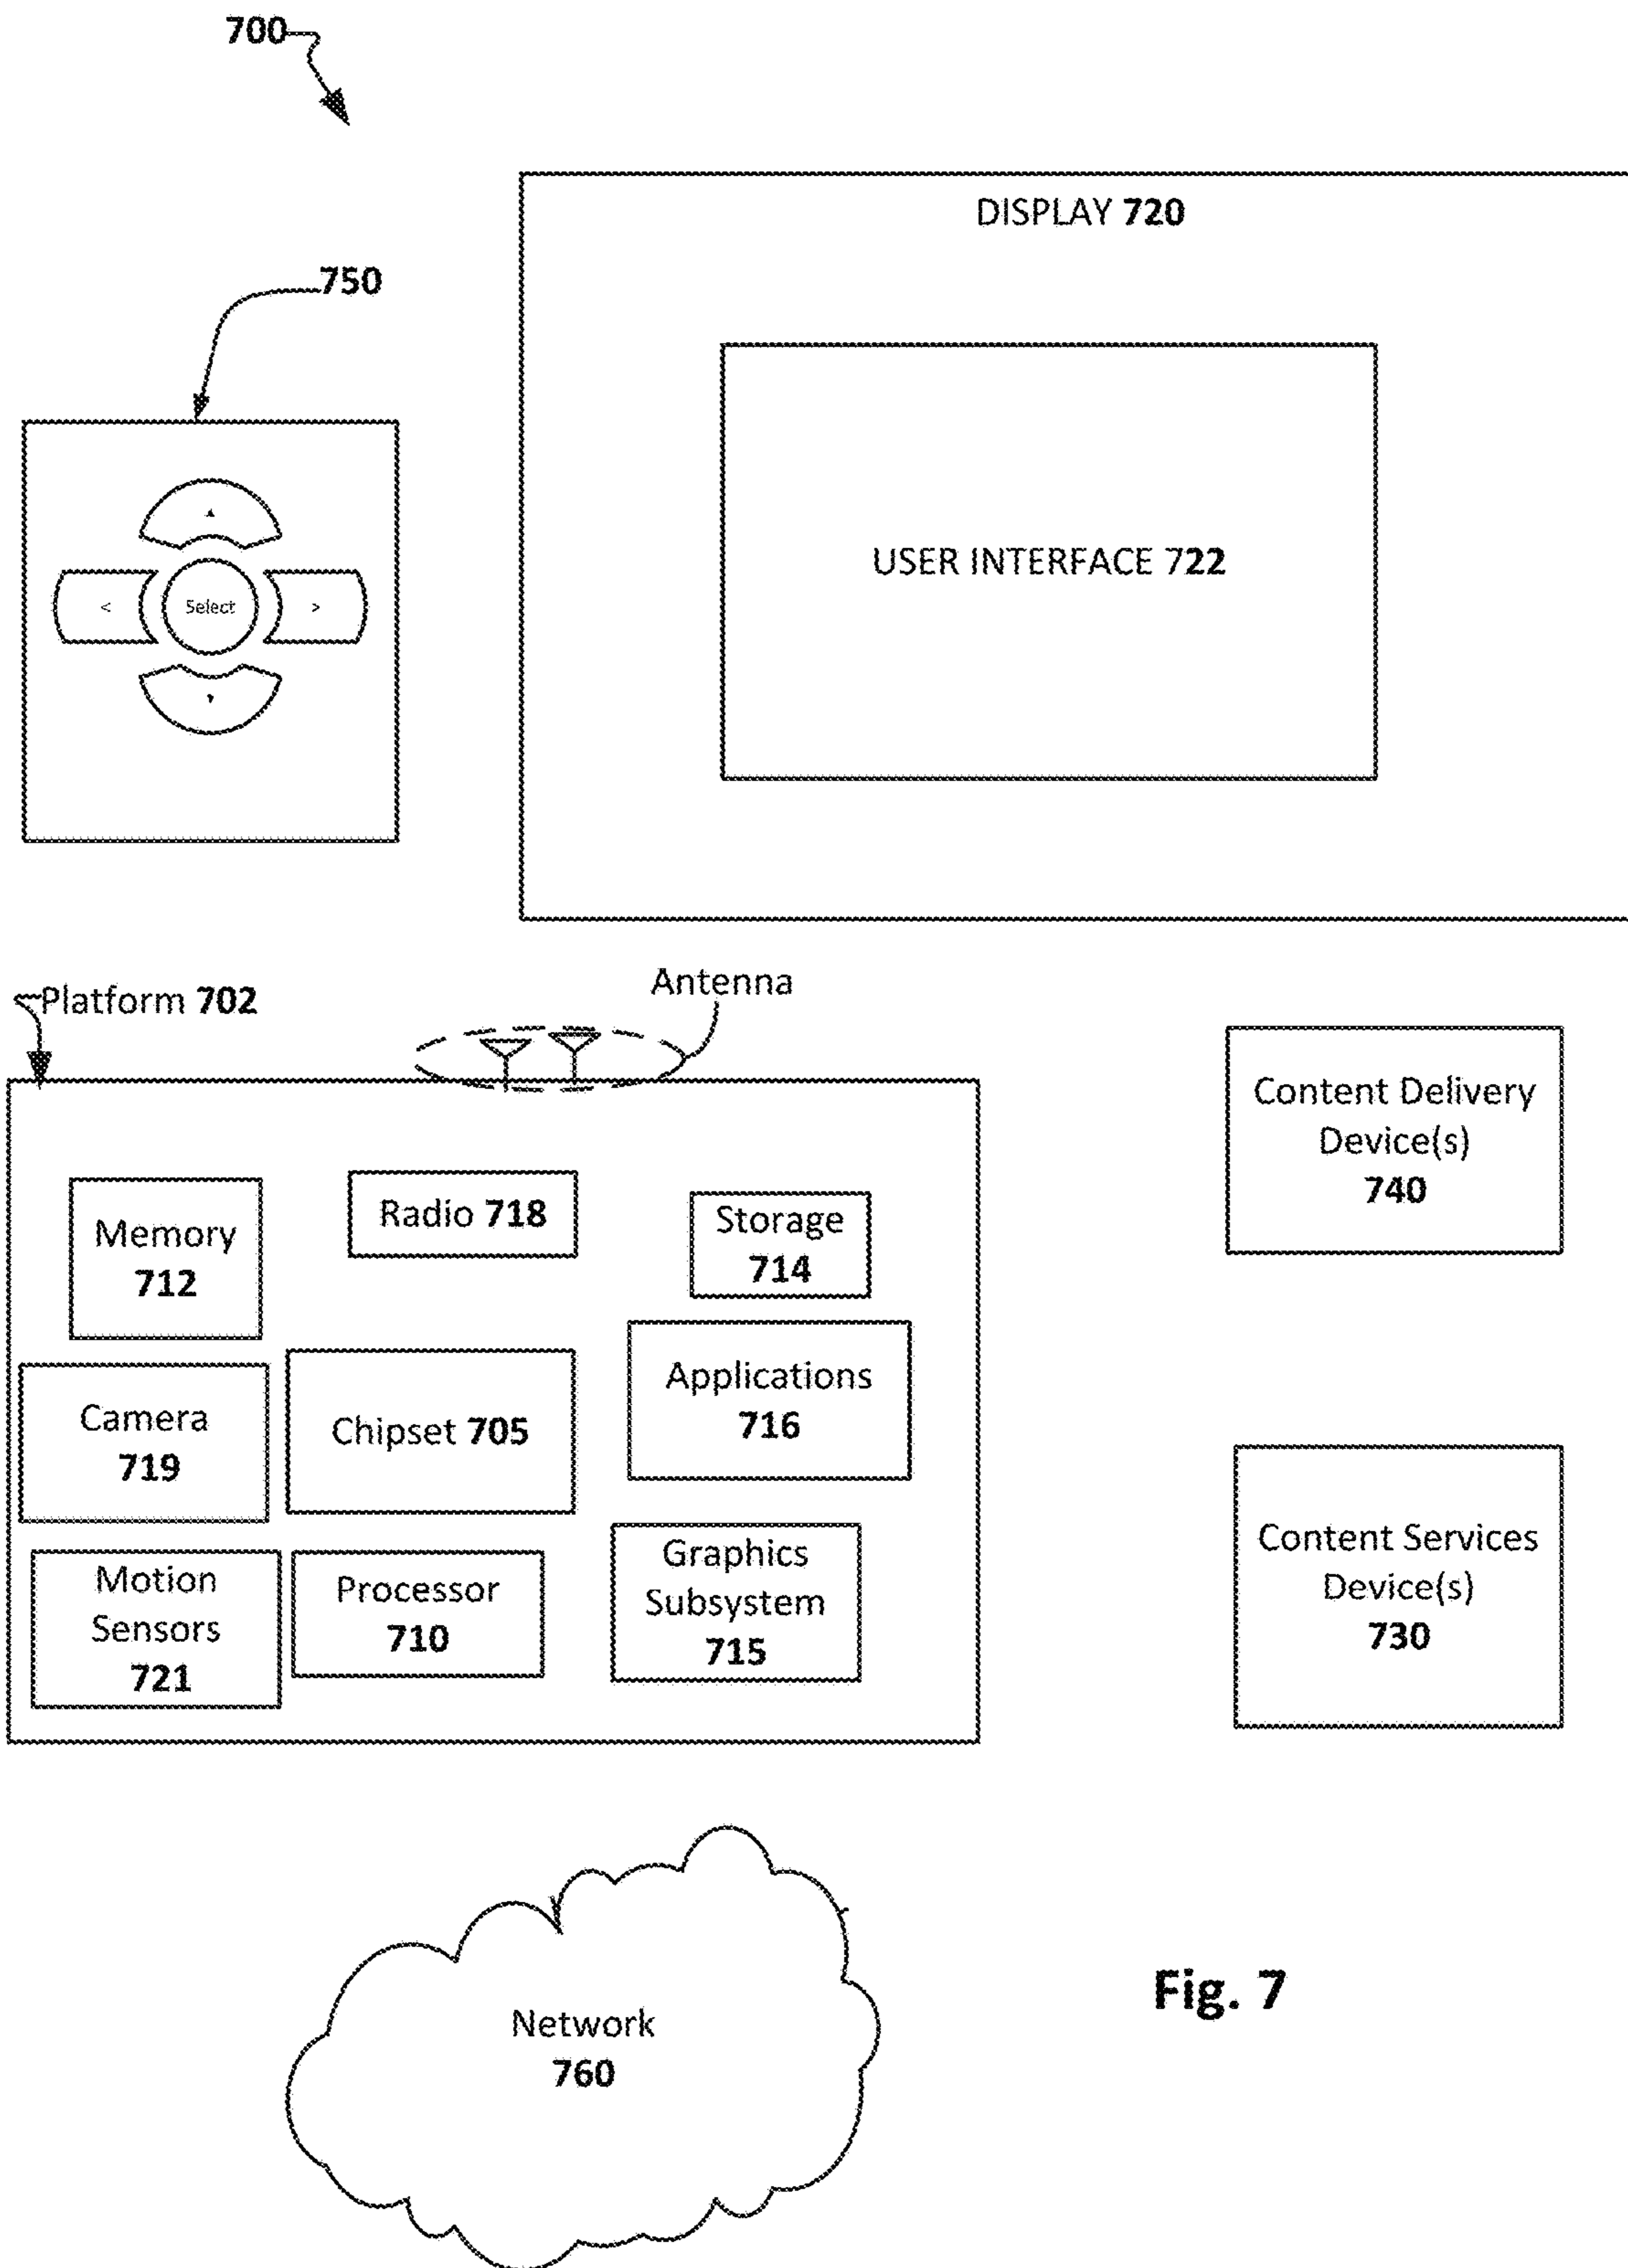 700
DISPLAY 720
750
USER INTERFACE 722
<
Select
>
Platform 702
Antenna
Memory
712
Radio 718
Storage
714
Camera
719
Chipset 705
Applications
716
Motion
Sensors
721
Processor
710
Graphics
Subsystem
715
Content Delivery
Device(s)
740
Content Services
Device(s)
730
Network
760
Fig. 7